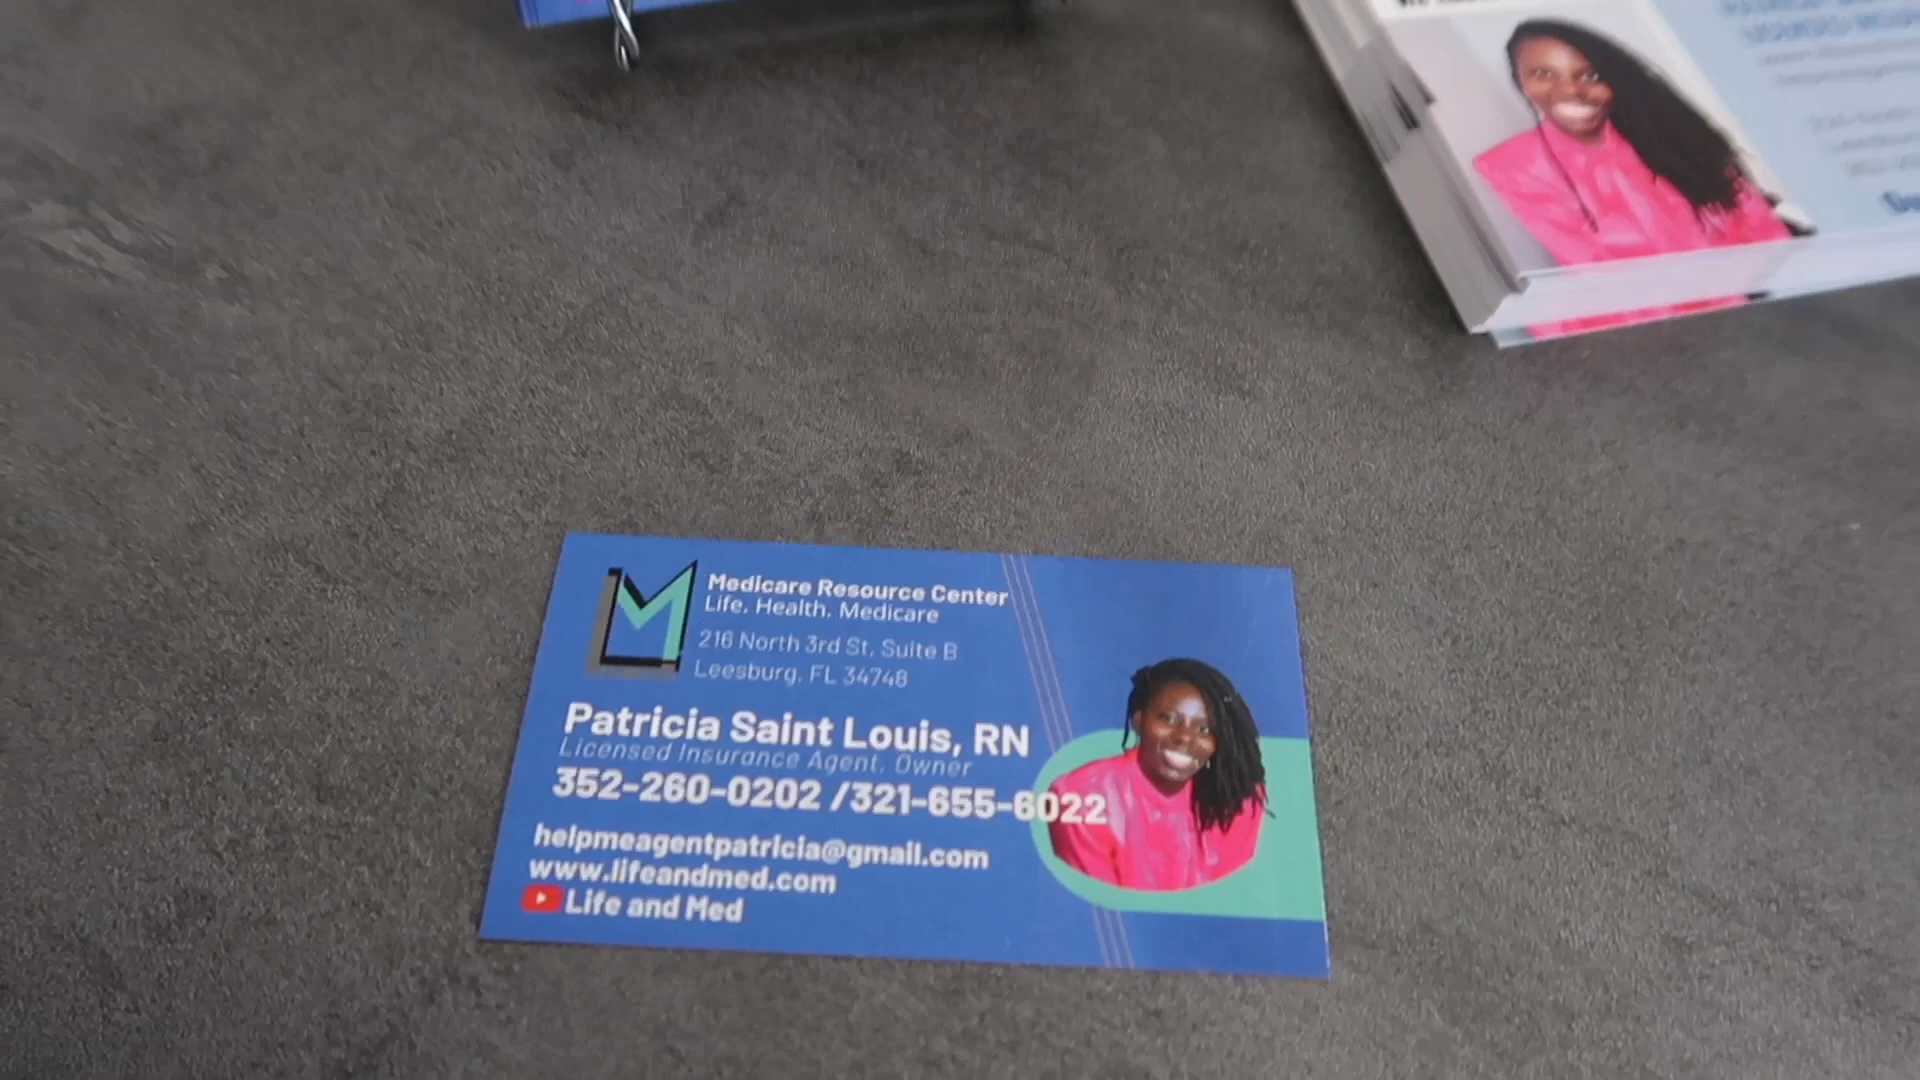 Medicare Resource Center
Life. Health. Medicare
216 North 3rd St, Suite B
Leesburg, FL 34748
Patricia Saint Louis, RN
Licensed Insurance Agent, Owner
352-260-0202 /321-655-6022
helpmeagentpatricia@gmail.com
www.lifeandmed.com
Life and Med